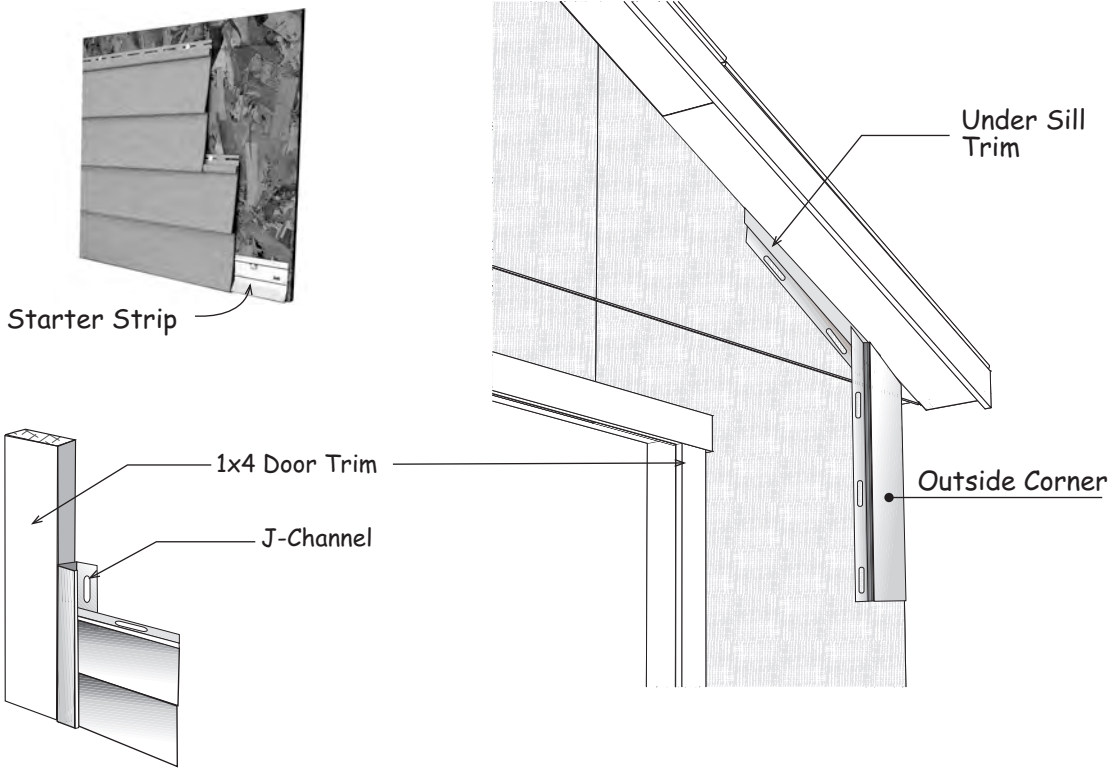 Under Sill
Trim
Starter Strip
1x4 Door Trim
Outside Corner
J-Channel